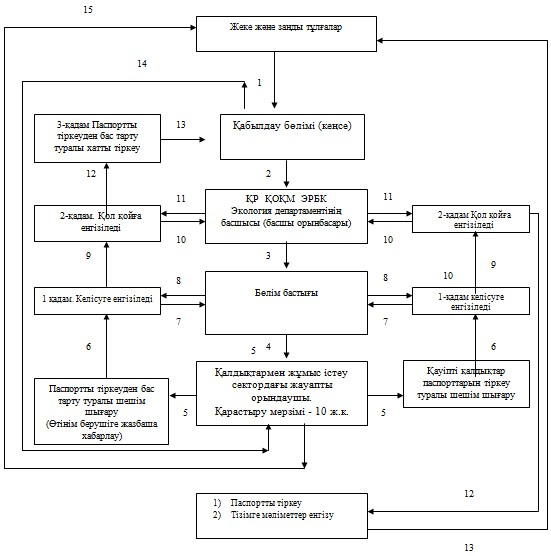 15
Жеке және заңды тұлғалар
14
1
3-қадам Паспортты
тіркеуден бас тарту
туралы хатты тіркеу
13
Қабылдау бөлімі (кеңсе)
12
2
2-қадам. Қол қойға
енгізіледі
11
10
ҚР ҚОҚМ ЭРБК
Экология департаментінің
басшысы (басшы орынбасары)
11
10
2-қадам Қол қойға
енгізіледі
9
3
9
10
1 қадам. Келісуге енгізіледі
8
7
Бөлім бастығы
8
7
1-қадам келісуге
енгізіледі
6
4
5
6
Паспортты тіркеуден бас
тарту туралы шешім
шығару
(Өтінім берушіге жазбаша
хабарлау)
5
Қалдықтармен жұмыс істеу
сектордағы жауапты
орындаушы.
Қарастыру мерзімі - 10 ж.к.
5
Қауіпті қалдықтар
паспорттарын тіркеу
туралы шешім шығару
1) Паспортты тіркеу
2) Тізімге мәліметтер енгізу
12
13